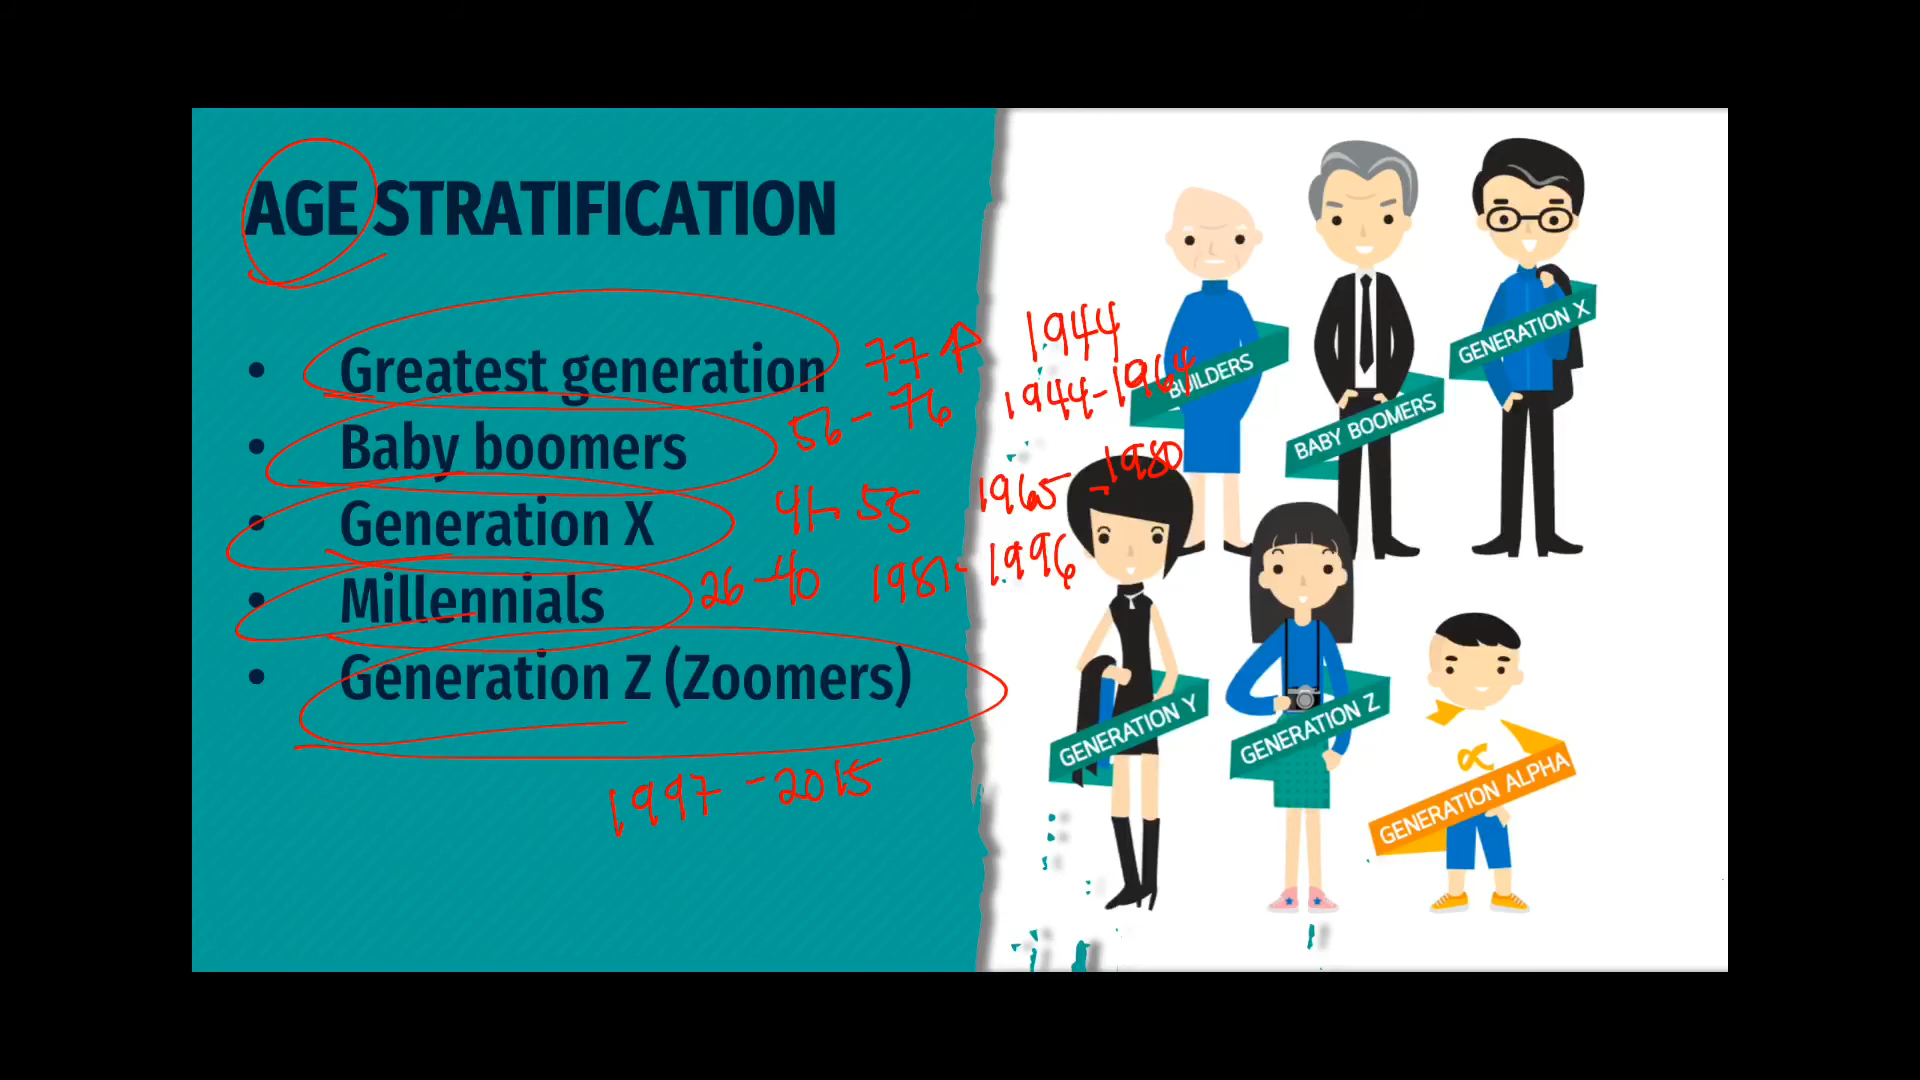 AGE STRATIFICATION
• Greatest generation 77 ↑ 1944
• Baby boomers 56 - 76 1944-1964
• Generation X 41- 55 1965 - 1980
• Millennials 26 - 40 1981- 1996
• Generation Z (Zoomers)
1997 - 2015
BUILDERS
BABY BOOMERS
GENERATION X
GENERATION Y
GENERATION Z
∝
GENERATION ALPHA